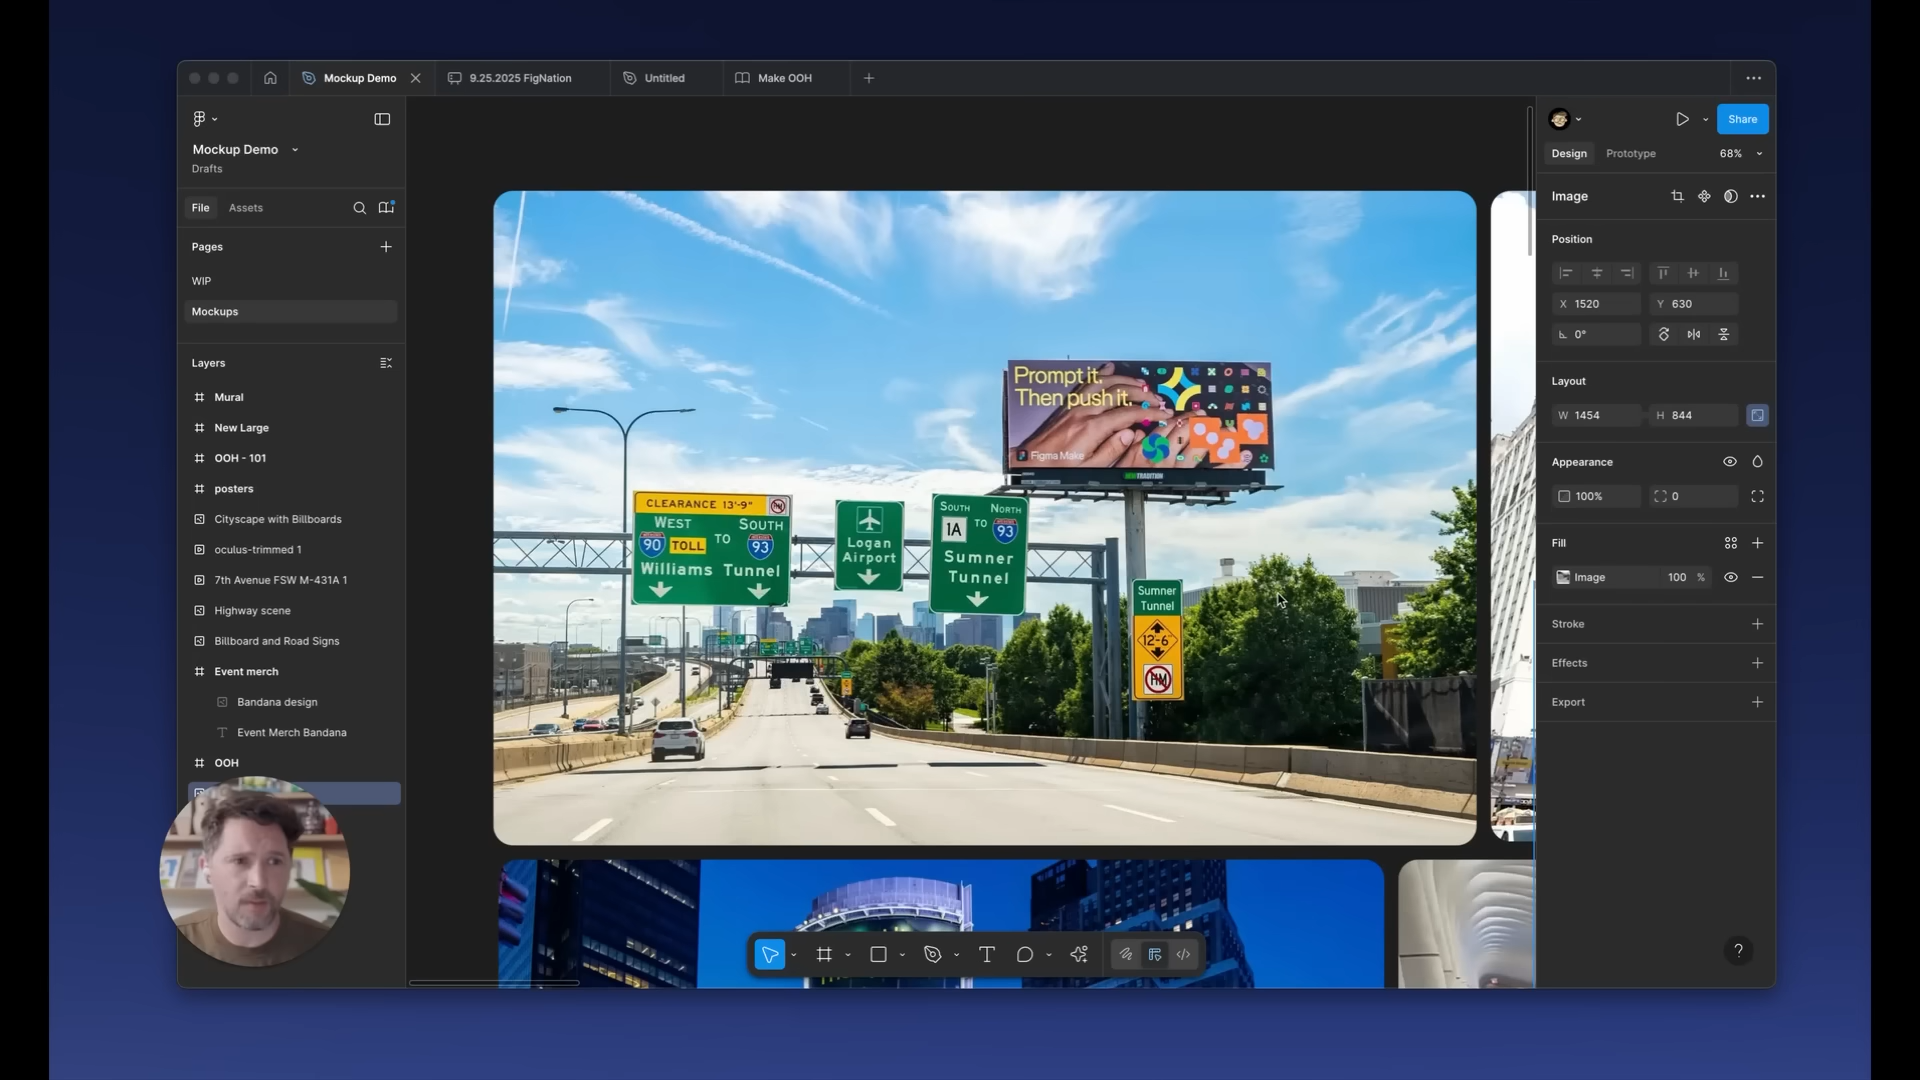 Mockup Demo
9.25.2025 FigNation
Untitled
Make OOH
Mockup Demo
Drafts
File
Assets
Pages
WIP
Mockups
Layers
Mural
New Large
OOH - 101
posters
Cityscape with Billboards
oculus-trimmed 1
7th Avenue FSW M-431A 1
Highway scene
Billboard and Road Signs
Event merch
Bandana design
Event Merch Bandana
OOH
Prompt it.
Then push it.
Figma Make
NEW TRADITION
CLEARANCE 13'-9"
HM
WEST
SOUTH
90
TOLL
TO
93
Williams Tunnel
Logan
Airport
SOUTH
NORTH
1A
TO
93
Sumner
Tunnel
Sumner
Tunnel
12-6
HM
Share
Design
Prototype
68%
Image
Position
X 1520
Y 630
0°
Layout
W 1454
H 844
Appearance
100%
0
Fill
Image
100 %
Stroke
Effects
Export
?